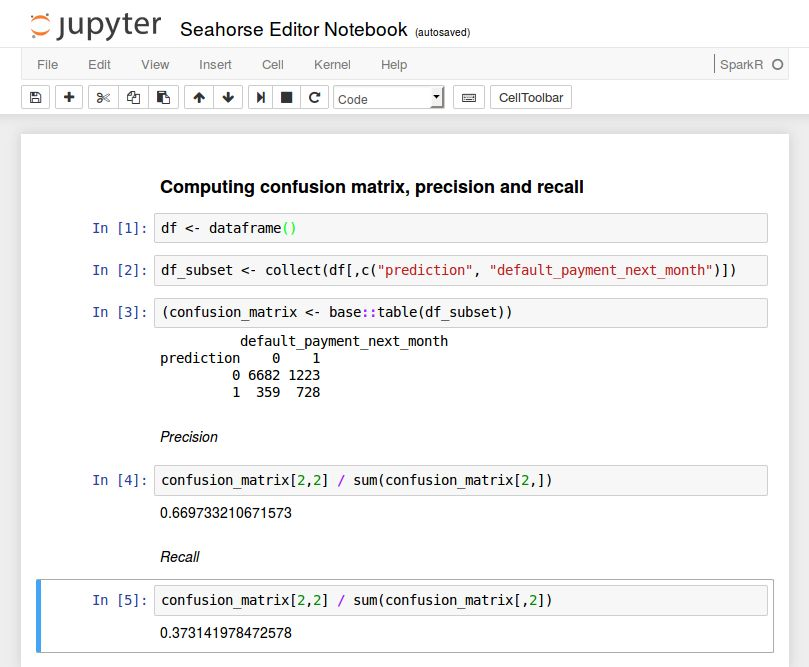 jupyter Seahorse Editor Notebook (autosaved)
File Edit View Insert Cell Kernel Help SparkR
Code CellToolbar
Computing confusion matrix, precision and recall
In [1]: df <- dataframe()
In [2]: df_subset <- collect(df[,c("prediction", "default_payment_next_month")])
In [3]: (confusion_matrix <- base::table(df_subset))
default_payment_next_month
prediction 0 1
0 6682 1223
1 359 728
Precision
In [4]: confusion_matrix[2,2] / sum(confusion_matrix[2,])
0.669733210671573
Recall
In [5]: confusion_matrix[2,2] / sum(confusion_matrix[,2])
0.373141978472578